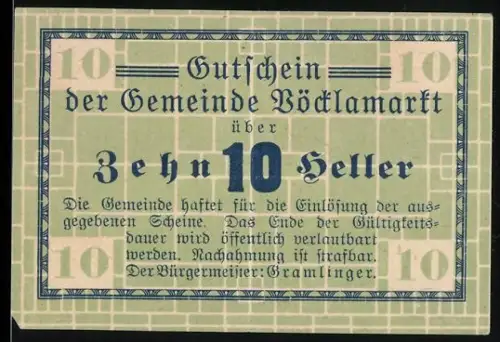 10 Gutschein 10
der Gemeinde Vöcklamarkt
über
Zehn 10 Heller
Die Gemeinde haftet für die Einlösung der aus-
gegebenen Scheine. Das Ende der Gültigkeits-
dauer wird öffentlich verlautbart
werden. Nachahmung ist strafbar.
10 Der Bürgermeister: Gramlinger. 10